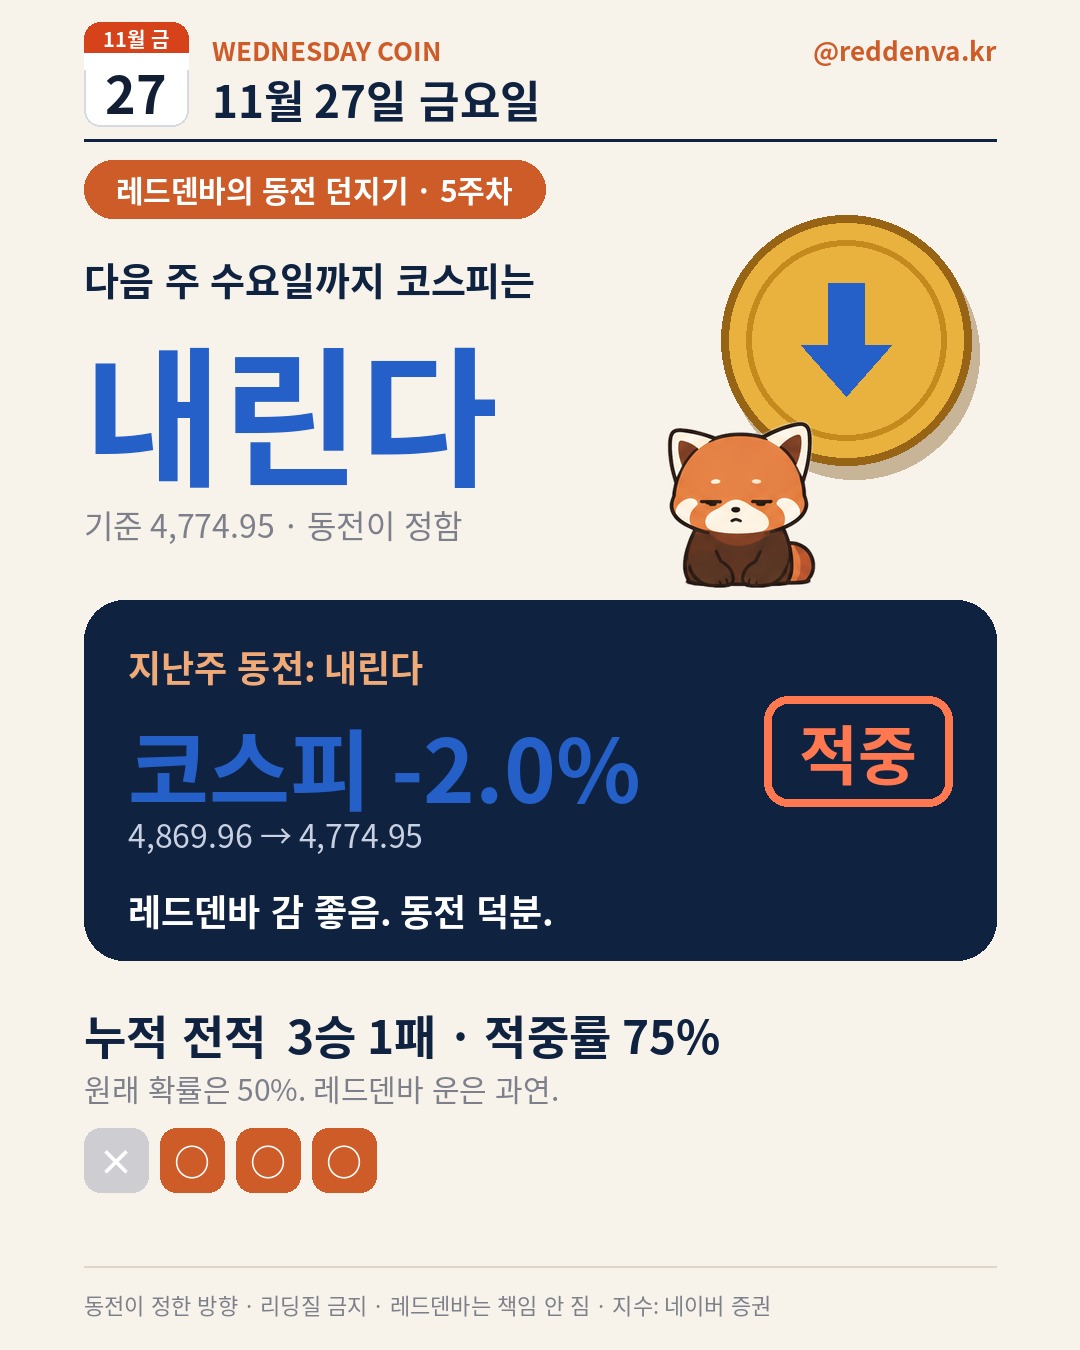 11월 금
27
WEDNESDAY COIN
11월 27일 금요일
@reddenva.kr
레드덴바의 동전 던지기 · 5주차
다음 주 수요일까지 코스피는
내린다
기준 4,774.95 · 동전이 정함
지난주 동전: 내린다
코스피 -2.0%
4,869.96 → 4,774.95
적중
레드덴바 감 좋음. 동전 덕분.
누적 전적 3승 1패 · 적중률 75%
원래 확률은 50%. 레드덴바 운은 과연.
✕ ○ ○ ○
동전이 정한 방향 · 리딩질 금지 · 레드덴바는 책임 안 짐 · 지수: 네이버 증권